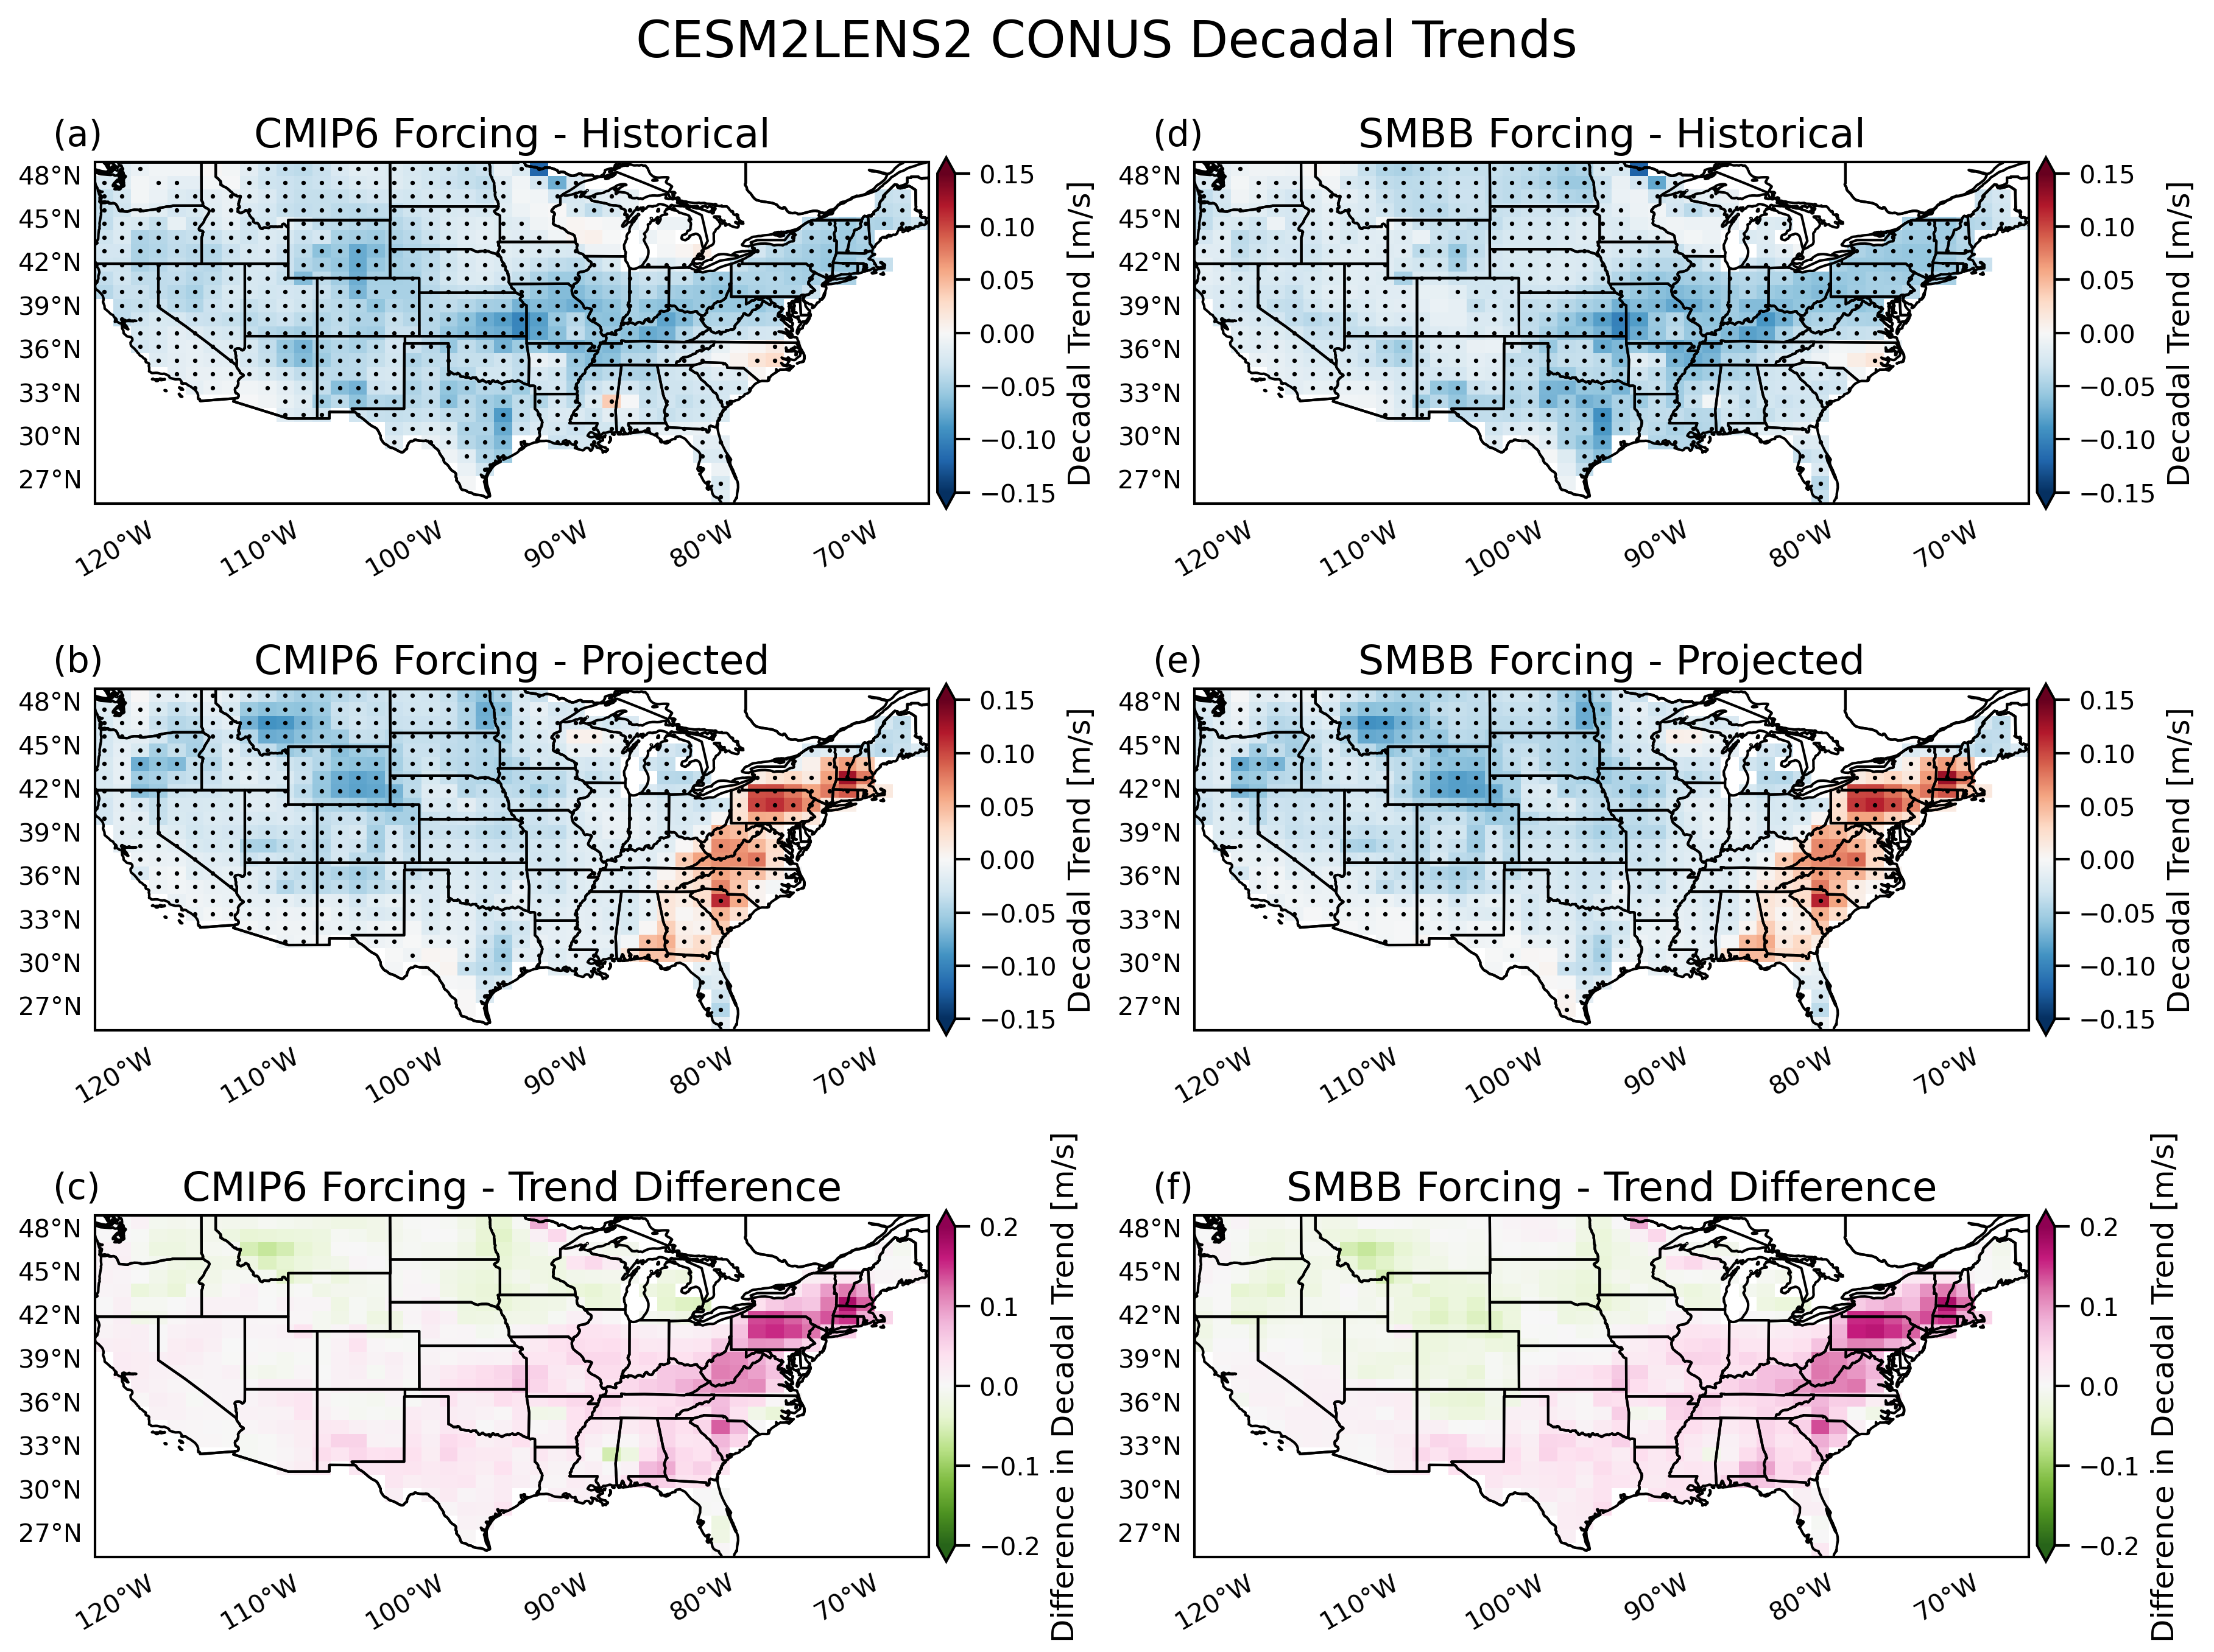 CESM2LENS2 CONUS Decadal Trends
(a)
CMIP6 Forcing - Historical
48°N
45°N
42°N
39°N
36°N
33°N
30°N
27°N
120°W
110°W
100°W
90°W
80°W
70°W
0.15
0.10
0.05
0.00
−0.05
−0.10
−0.15
Decadal Trend [m/s]
(d)
SMBB Forcing - Historical
48°N
45°N
42°N
39°N
36°N
33°N
30°N
27°N
120°W
110°W
100°W
90°W
80°W
70°W
0.15
0.10
0.05
0.00
−0.05
−0.10
−0.15
Decadal Trend [m/s]
(b)
CMIP6 Forcing - Projected
48°N
45°N
42°N
39°N
36°N
33°N
30°N
27°N
120°W
110°W
100°W
90°W
80°W
70°W
0.15
0.10
0.05
0.00
−0.05
−0.10
−0.15
Decadal Trend [m/s]
(e)
SMBB Forcing - Projected
48°N
45°N
42°N
39°N
36°N
33°N
30°N
27°N
120°W
110°W
100°W
90°W
80°W
70°W
0.15
0.10
0.05
0.00
−0.05
−0.10
−0.15
Decadal Trend [m/s]
(c)
CMIP6 Forcing - Trend Difference
48°N
45°N
42°N
39°N
36°N
33°N
30°N
27°N
120°W
110°W
100°W
90°W
80°W
70°W
0.2
0.1
0.0
−0.1
−0.2
Difference in Decadal Trend [m/s]
(f)
SMBB Forcing - Trend Difference
48°N
45°N
42°N
39°N
36°N
33°N
30°N
27°N
120°W
110°W
100°W
90°W
80°W
70°W
0.2
0.1
0.0
−0.1
−0.2
Difference in Decadal Trend [m/s]